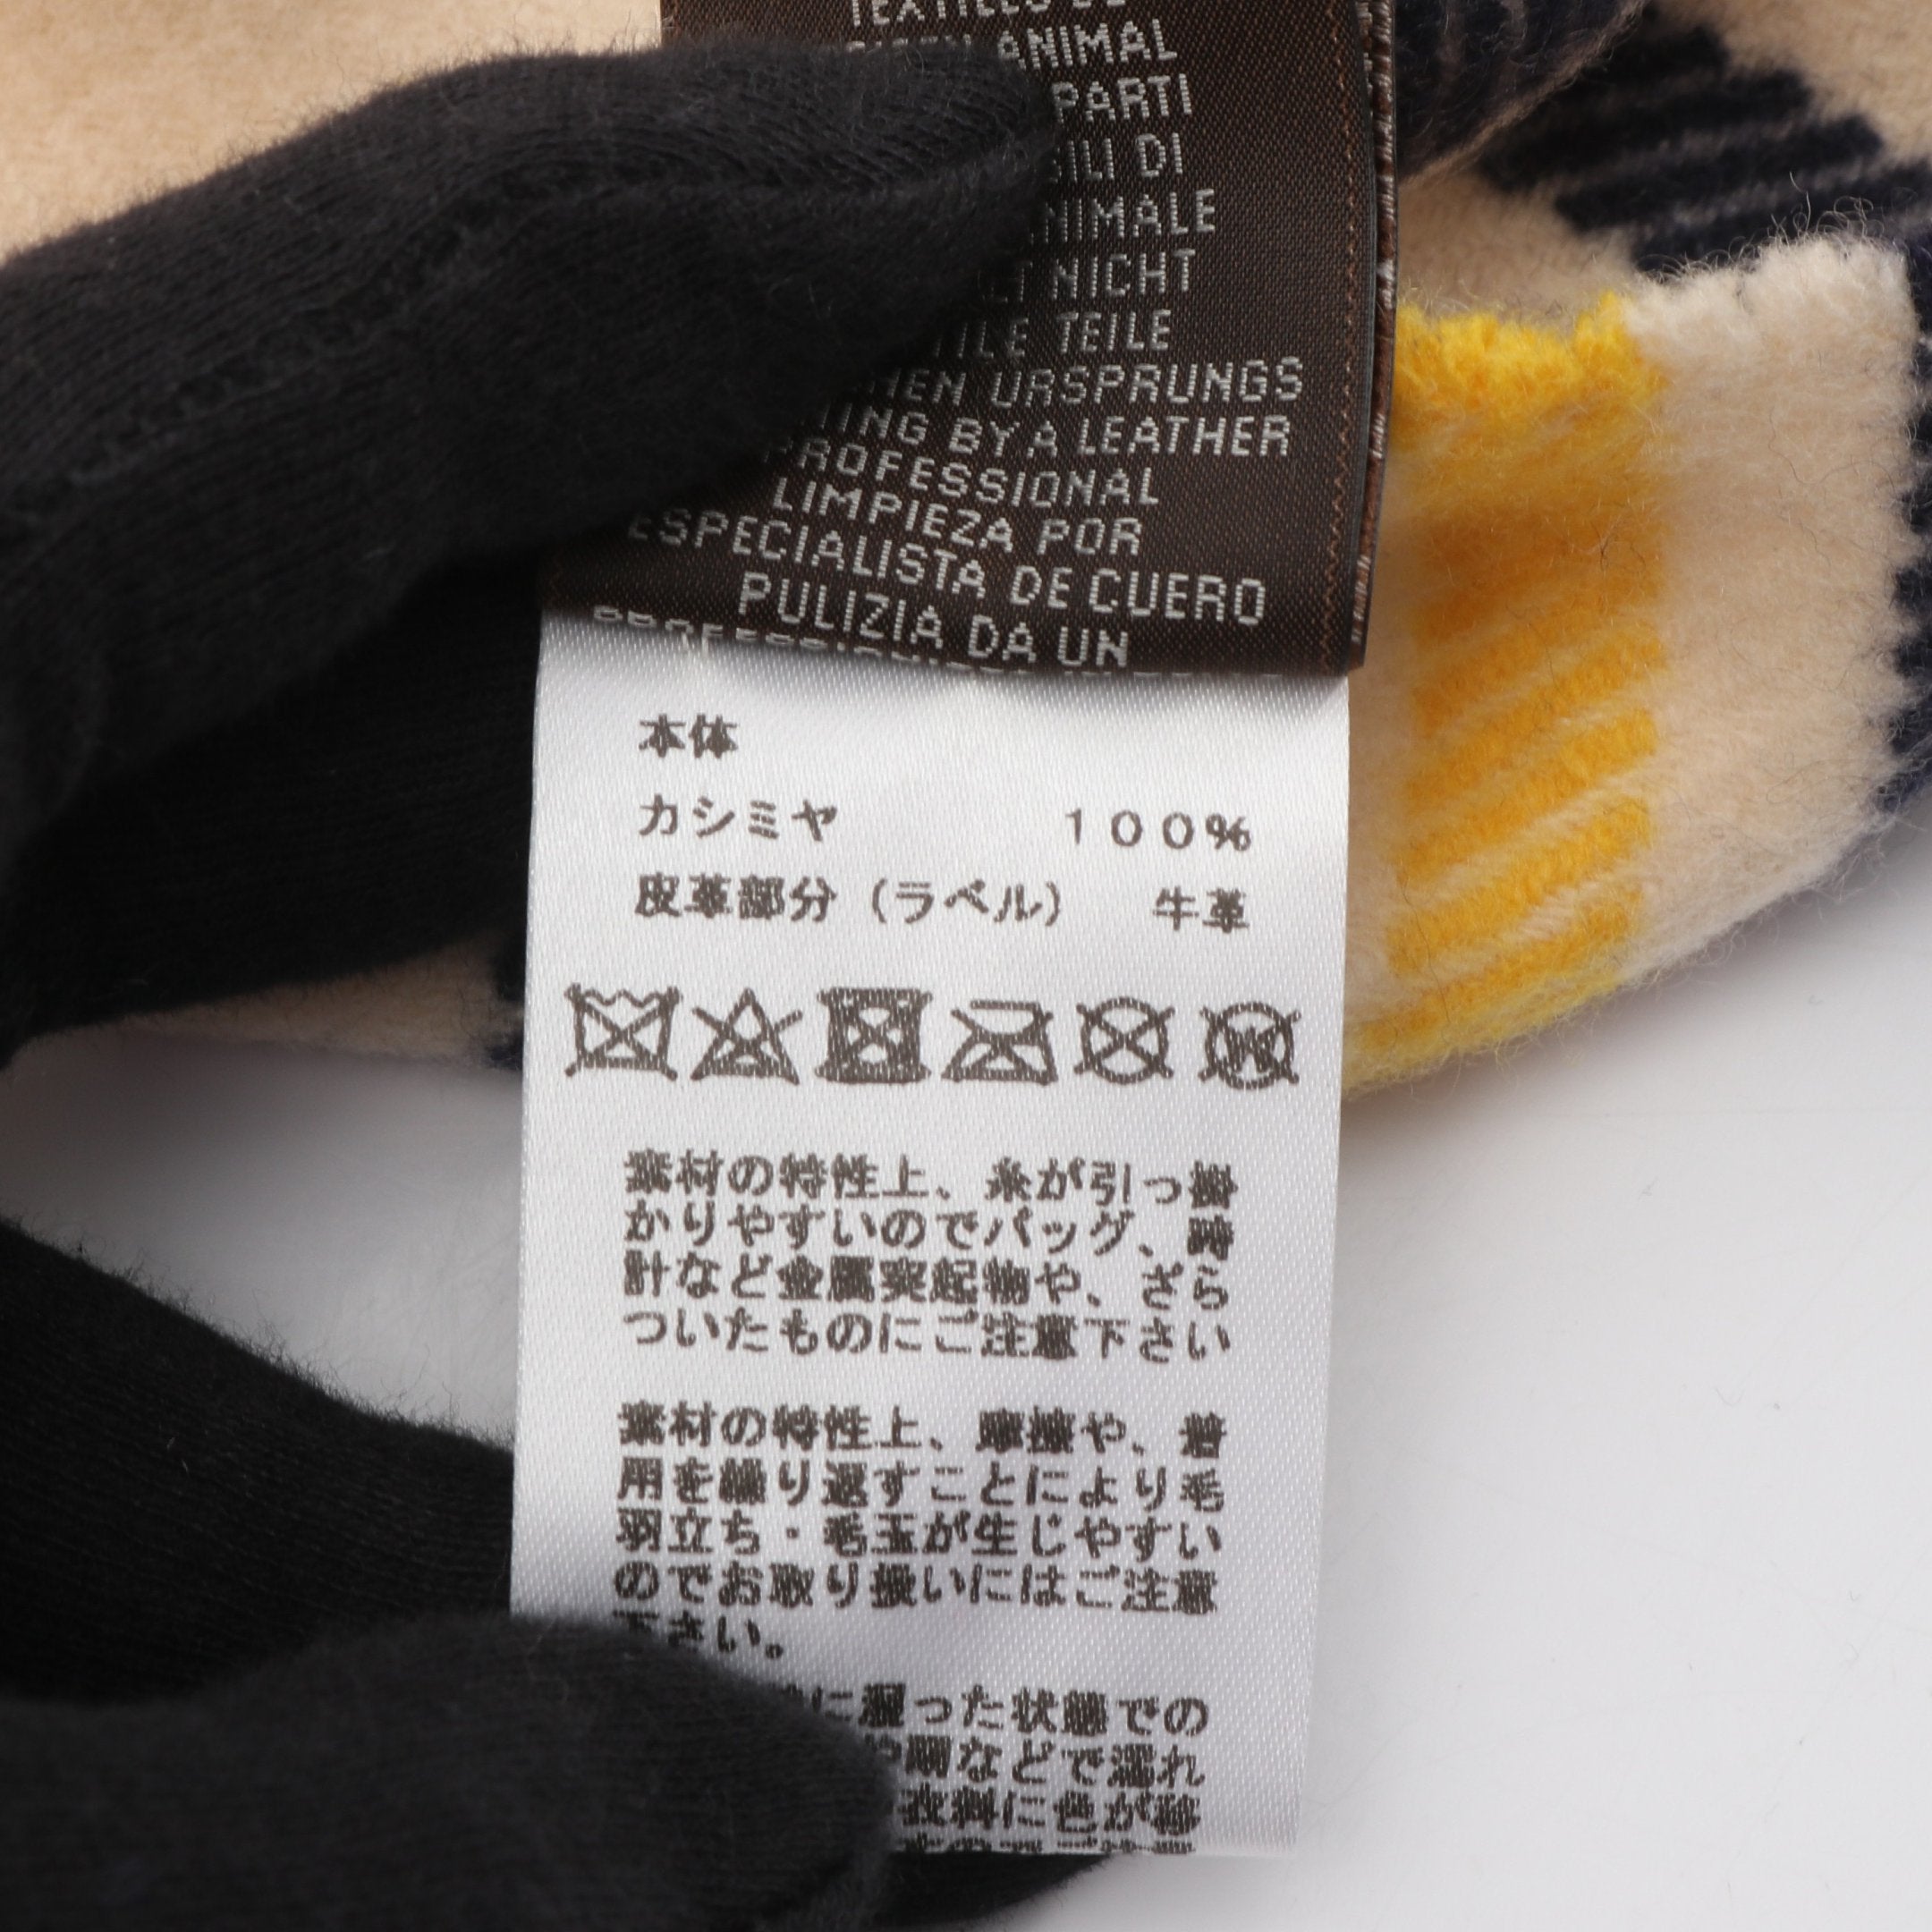 TEXTILES DE
ANIMAL
PARTI
DI
NIMALE
NICHT
TEILE
URSPRUNGS
BY A LEATHER
PROFESSIONAL
LIMPIEZA POR
ESPECIALISTA DE CUERO
PULIZIA DA UN
本体
カシミヤ 100%
皮革部分(ラベル) 牛革
W
素材の特性上、糸が引っ掛
かりやすいのでバッグ、時
計など金属突起物や、ざら
ついたものにご注意下さい
素材の特性上、摩擦や、着
用を繰り返すことにより毛
羽立ち・毛玉が生じやすい
のでお取り扱いにはご注意
下さい。
に湿った状態での
や雨などで濡れ
衣料に色が移